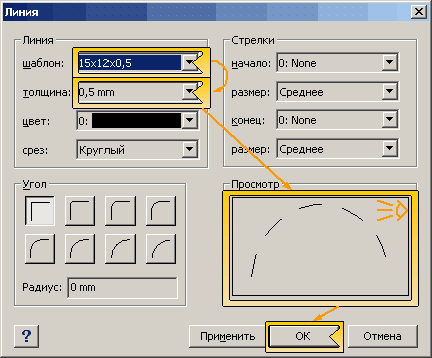 Линия
Линия
шаблон: 15x12x0,5
толщина: 0,5 mm
цвет: 0:
срез: Круглый
Стрелки
начало: 0: None
размер: Среднее
конец: 0: None
размер: Среднее
Угол
Радиус: 0 mm
Просмотр
? Применить OK Отмена